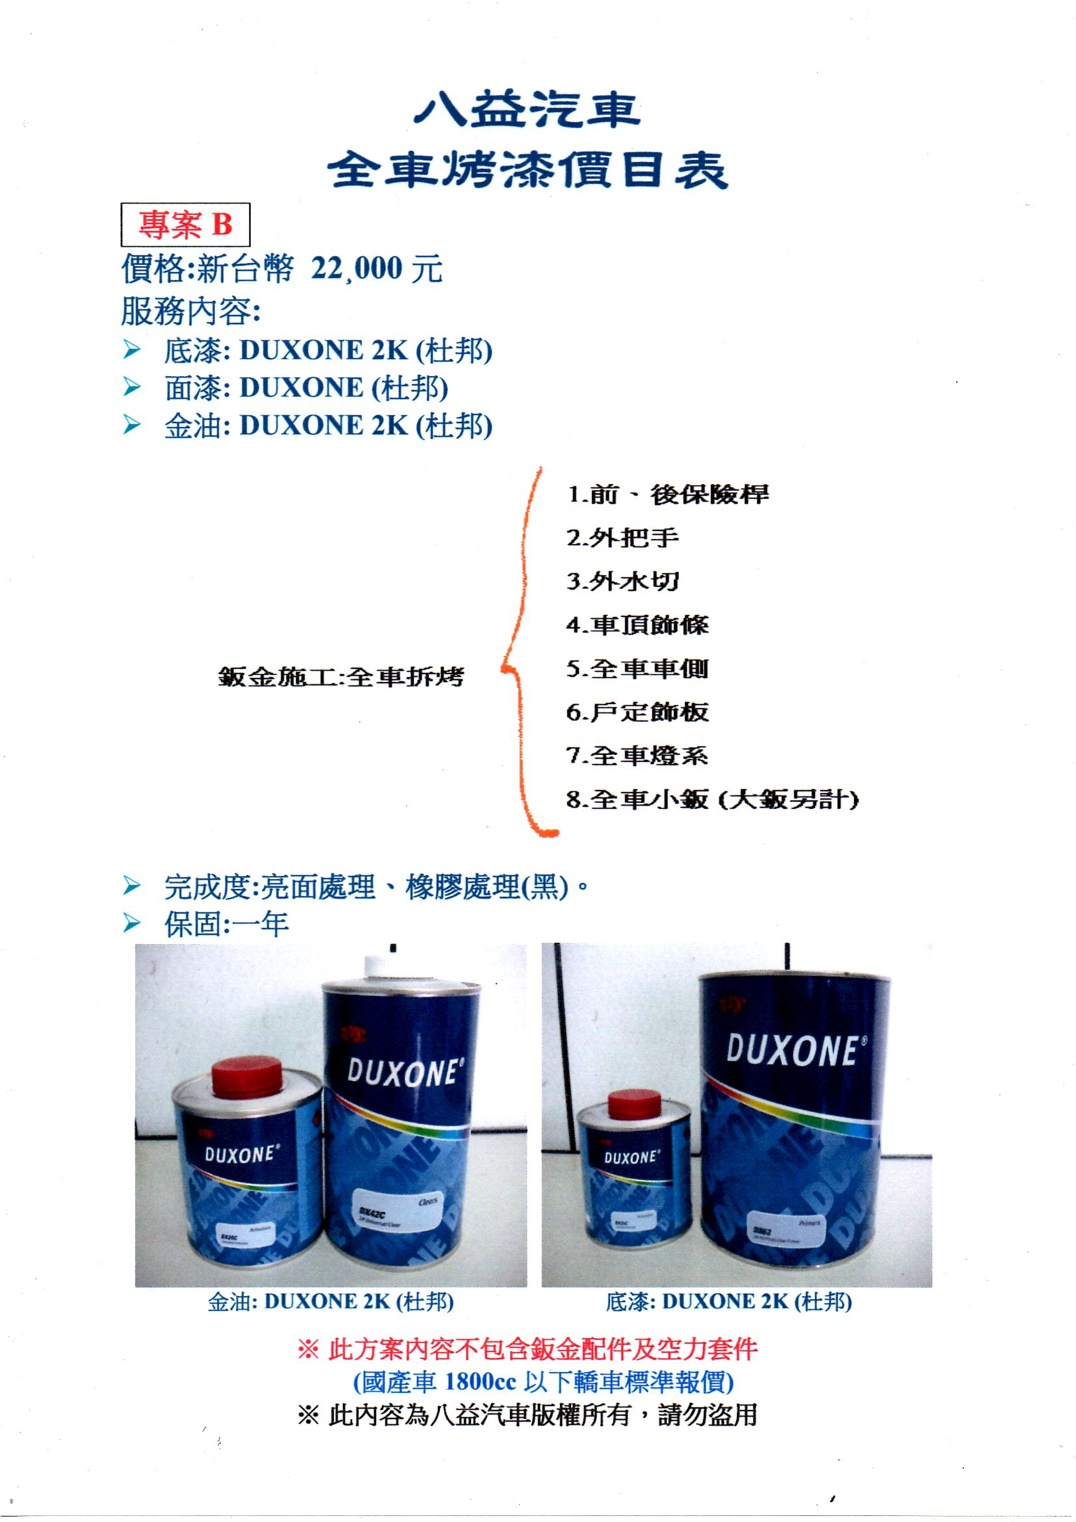 八益汽車
全車烤漆價目表
專案 B
價格:新台幣 22,000 元
服務內容:
➢ 底漆: DUXONE 2K (杜邦)
➢ 面漆: DUXONE (杜邦)
➢ 金油: DUXONE 2K (杜邦)
鈑金施工:全車拆烤
1.前、後保險桿
2.外把手
3.外水切
4.車頂飾條
5.全車車側
6.戶定飾板
7.全車燈系
8.全車小鈑 (大鈑另計)
➢ 完成度:亮面處理、橡膠處理(黑)。
➢ 保固:一年
DUXONE®
DUXONE®
Clears
DX42C
DUXONE®
DUXONE®
Primers
金油: DUXONE 2K (杜邦)
底漆: DUXONE 2K (杜邦)
※ 此方案內容不包含鈑金配件及空力套件
(國產車 1800cc 以下轎車標準報價)
※ 此內容為八益汽車版權所有，請勿盜用